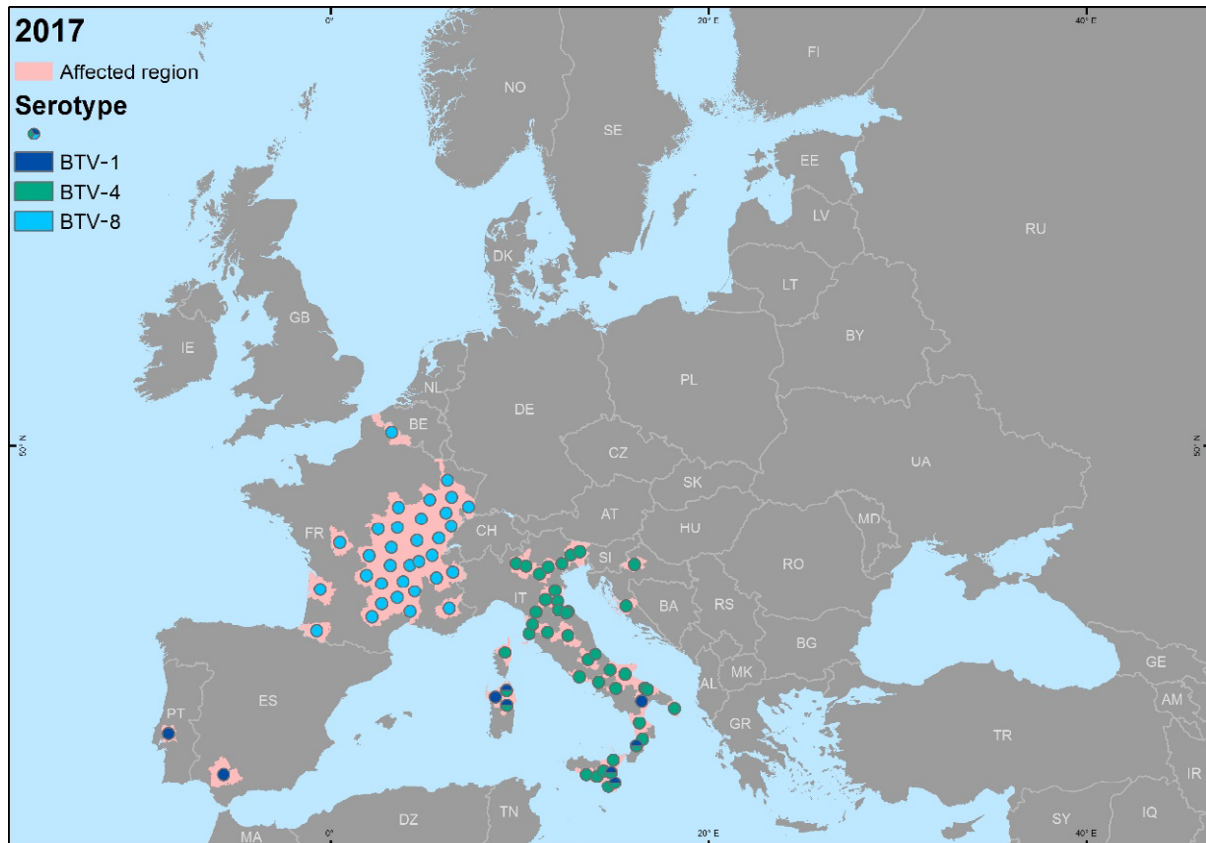 2017
Affected region
Serotype
BTV-1
BTV-4
BTV-8
0°
20° E
40° E
FI
NO
SE
EE
RU
LV
DK
LT
GB
BY
IE
NL
PL
DE
BE
50° N
50° N
CZ
UA
SK
AT
MD
FR
CH
HU
SI
RO
IT
BA
RS
BG
GE
MK
AL
AM
ES
PT
GR
TR
IR
DZ
TN
SY
IQ
MA
0°
20° E
40° E